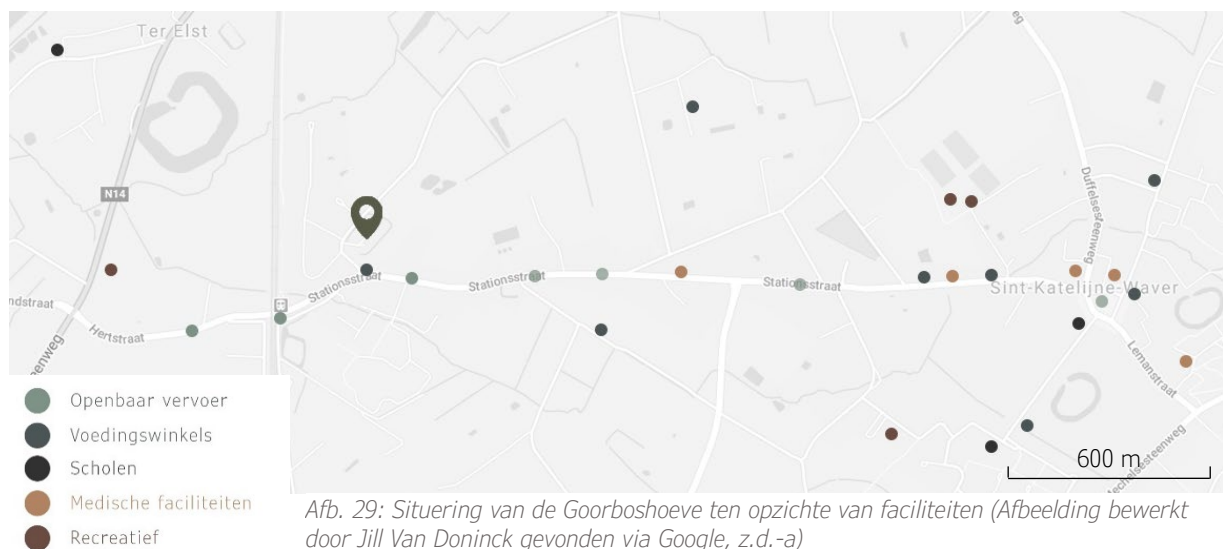 Ter Elst
N14
Duffelsesteenweg
Stationsstraat
Stationsstraat
Stationsstraat
Sint-Katelijne-Waver
ndstraat
Hertstraat
steenweg
Lemanstraat
echelsesteenweg
600 m
Openbaar vervoer
Voedingswinkels
Scholen
Medische faciliteiten
Recreatief
Afb. 29: Situering van de Goorboshoeve ten opzichte van faciliteiten (Afbeelding bewerkt
door Jill Van Doninck gevonden via Google, z.d.-a)